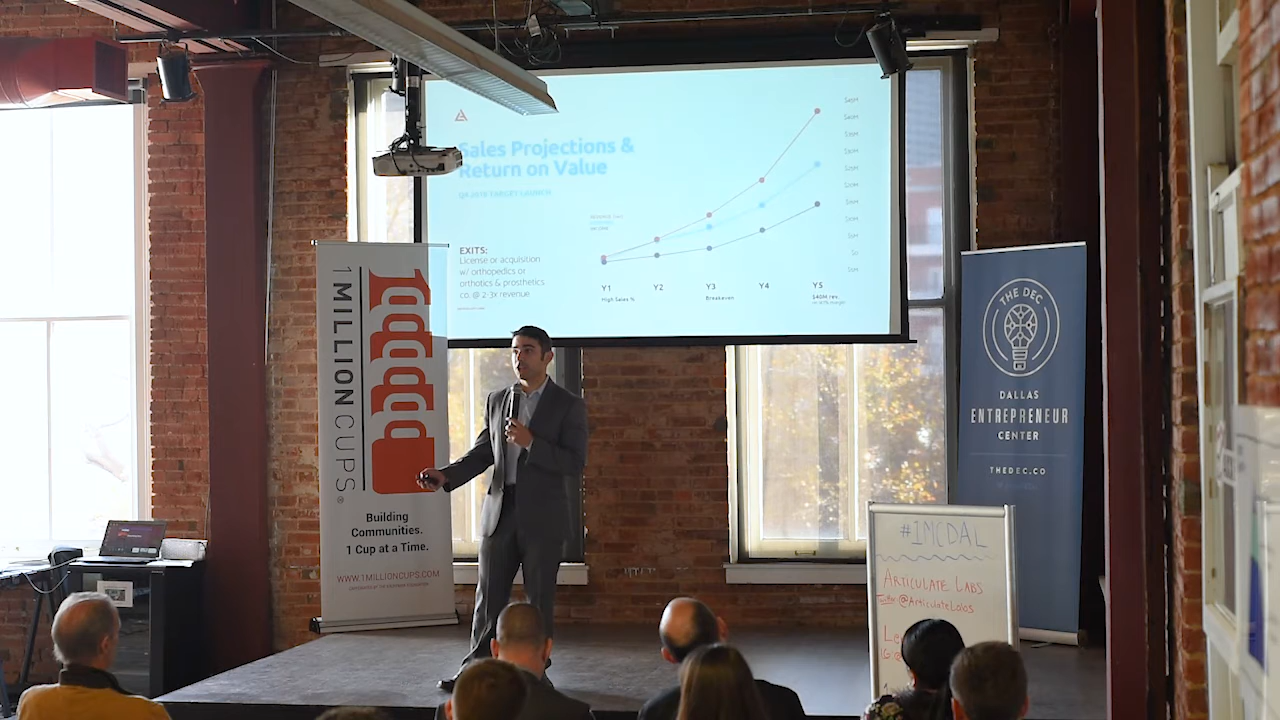 Sales Projections &
Return on Value
EXITS:
License or acquisition
w/ orthopedics or
orthotics & prosthetics
co. @ 2-3x revenue
Y1
Y2
Y3
Y4
Y5
High Sales %
Breakeven
$40M rev.
1MILLIONCUPS®
Building
Communities.
1 Cup at a Time.
WWW.1MILLIONCUPS.COM
THE DEC
DALLAS
ENTREPRENEUR
CENTER
THEDEC.CO
#1MCDAL
ARTICULATE LABS
Twitter: @ArticulateLabs